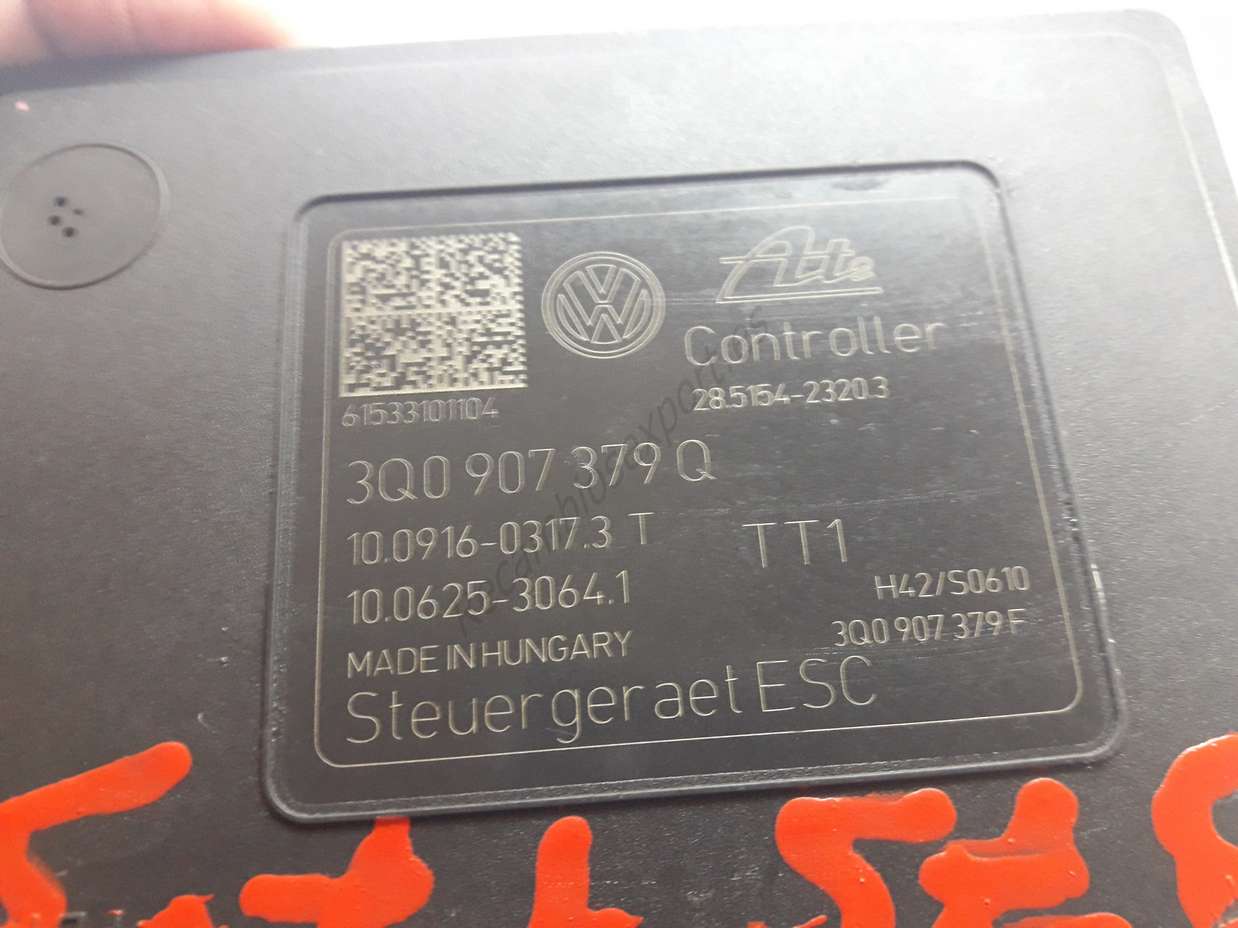 Ate
Controller
28.5154-2320.3
61533101104
3Q0 907 379 Q
10.0916-0317.3 T
TT1
10.0625-3064.1
H42/S0610
MADE IN HUNGARY
3Q0 907 379 F
Steuergeraet ESC